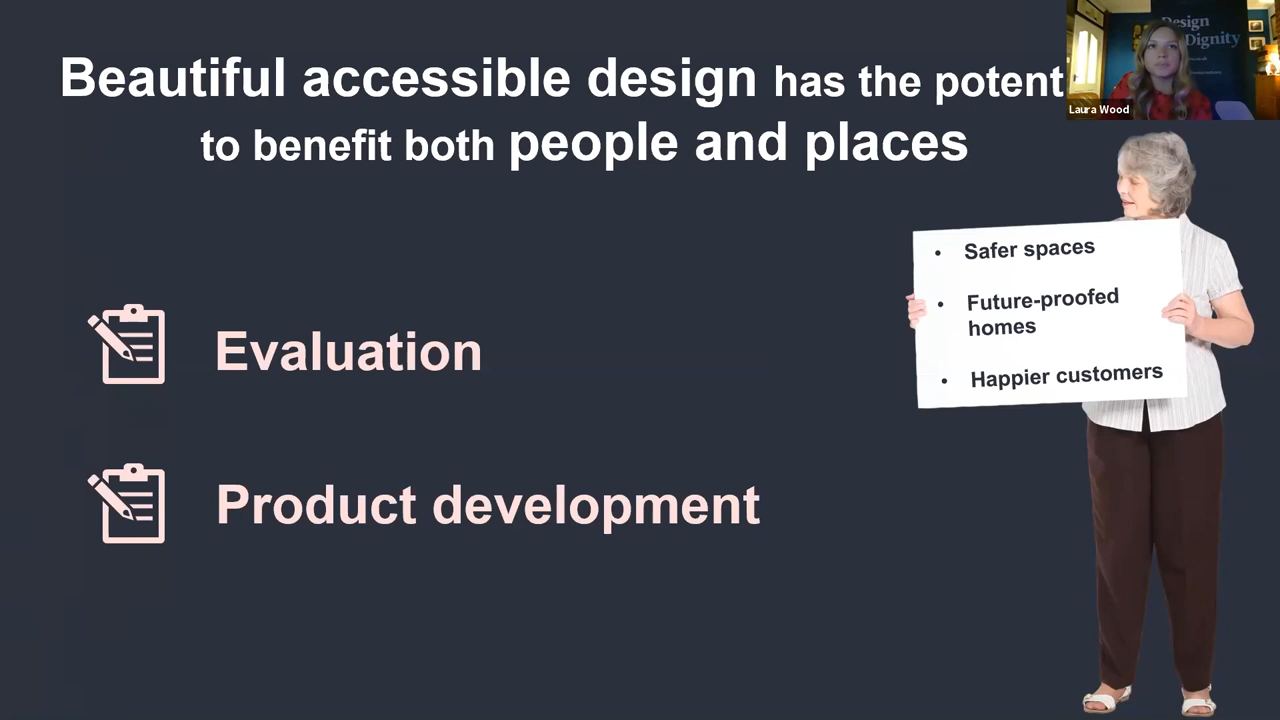 Beautiful accessible design has the potent
to benefit both people and places
Design
Dignity
Laura Wood
• Safer spaces
• Future-proofed
homes
• Happier customers
Evaluation
Product development